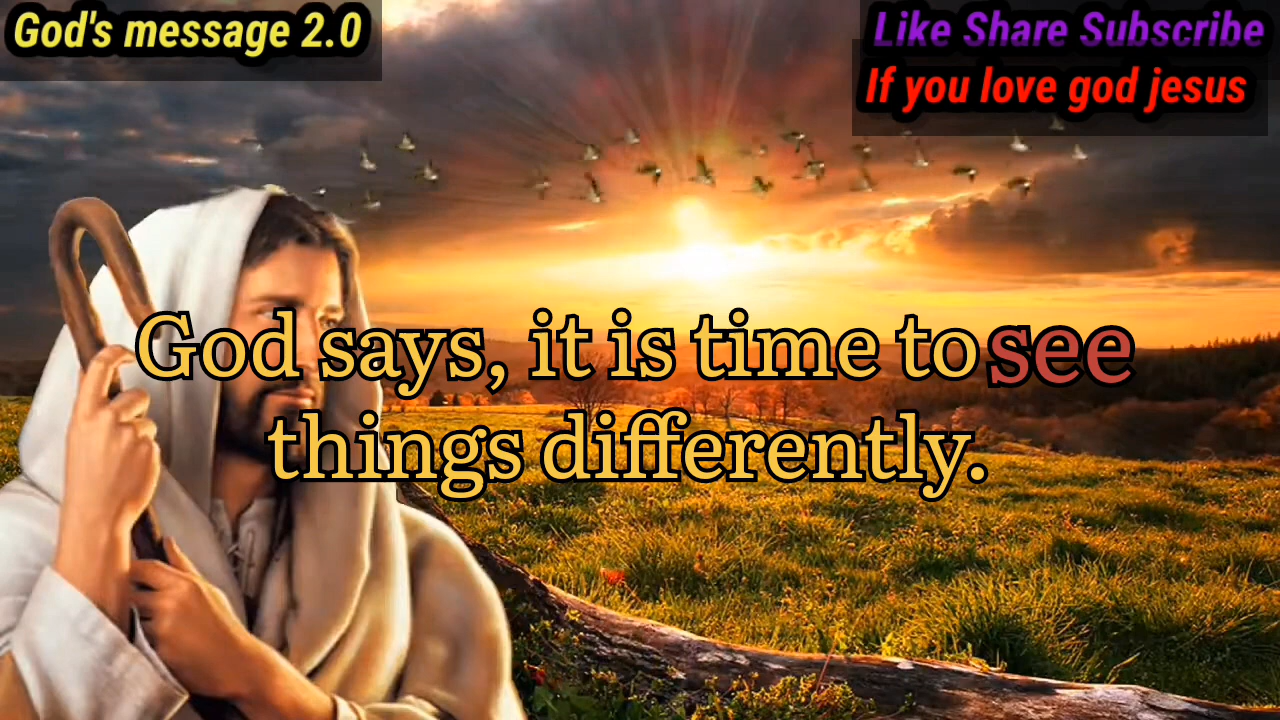 God's message 2.0
Like Share Subscribe
If you love god jesus
God says, it is time to see
things differently.